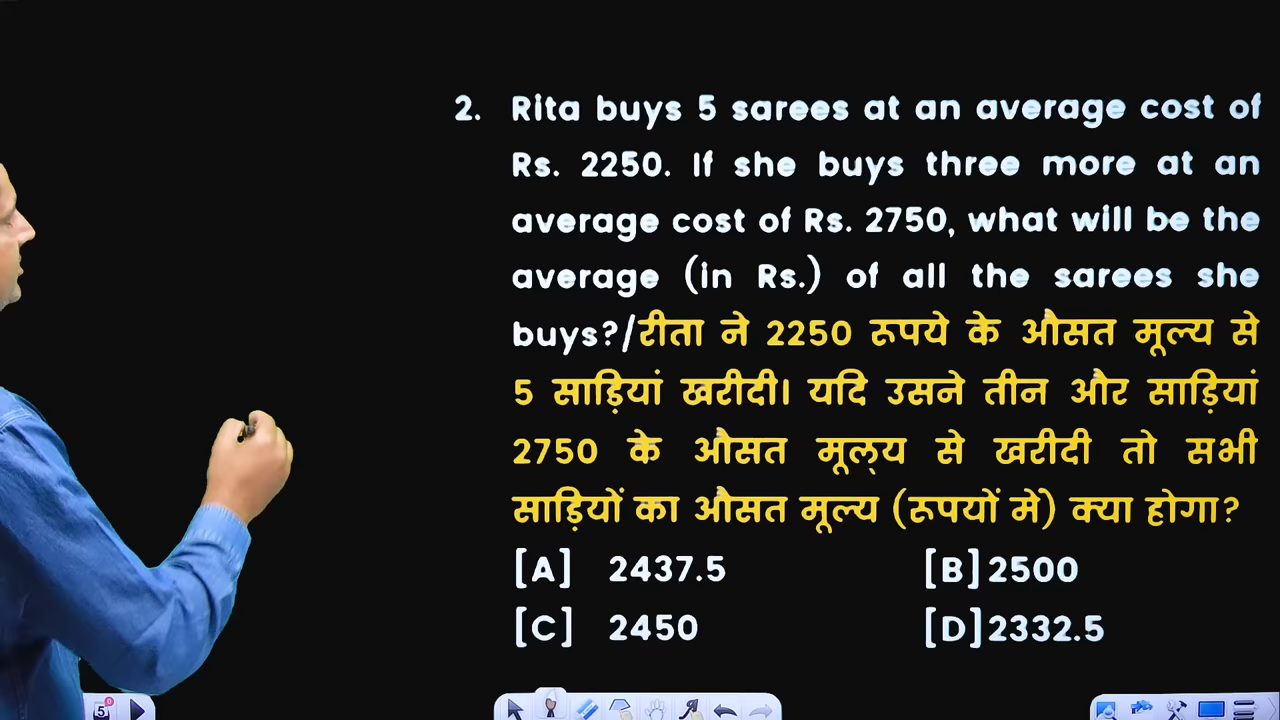 2. Rita buys 5 sarees at an average cost of
Rs. 2250. If she buys three more at an
average cost of Rs. 2750, what will be the
average (in Rs.) of all the sarees she
buys?/रीता ने 2250 रूपये के औसत मूल्य से
5 साड़ियां खरीदी। यदि उसने तीन और साड़ियां
2750 के औसत मूल्‌य से खरीदी तो सभी
साड़ियों का औसत मूल्य (रूपयों में) क्या होगा?
[A] 2437.5 [B] 2500
[C] 2450 [D] 2332.5